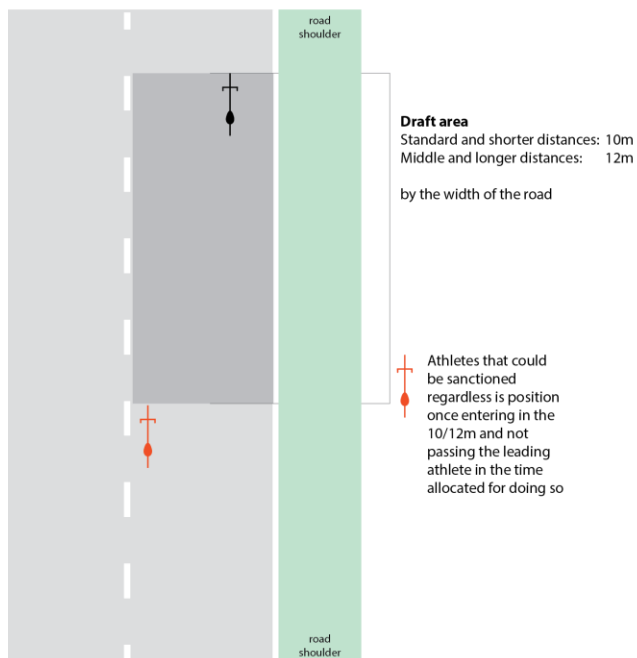 road
shoulder
Draft area
Standard and shorter distances: 10m
Middle and longer distances: 12m
by the width of the road
Athletes that could
be sanctioned
regardless is position
once entering in the
10/12m and not
passing the leading
athlete in the time
allocated for doing so
road
shoulder